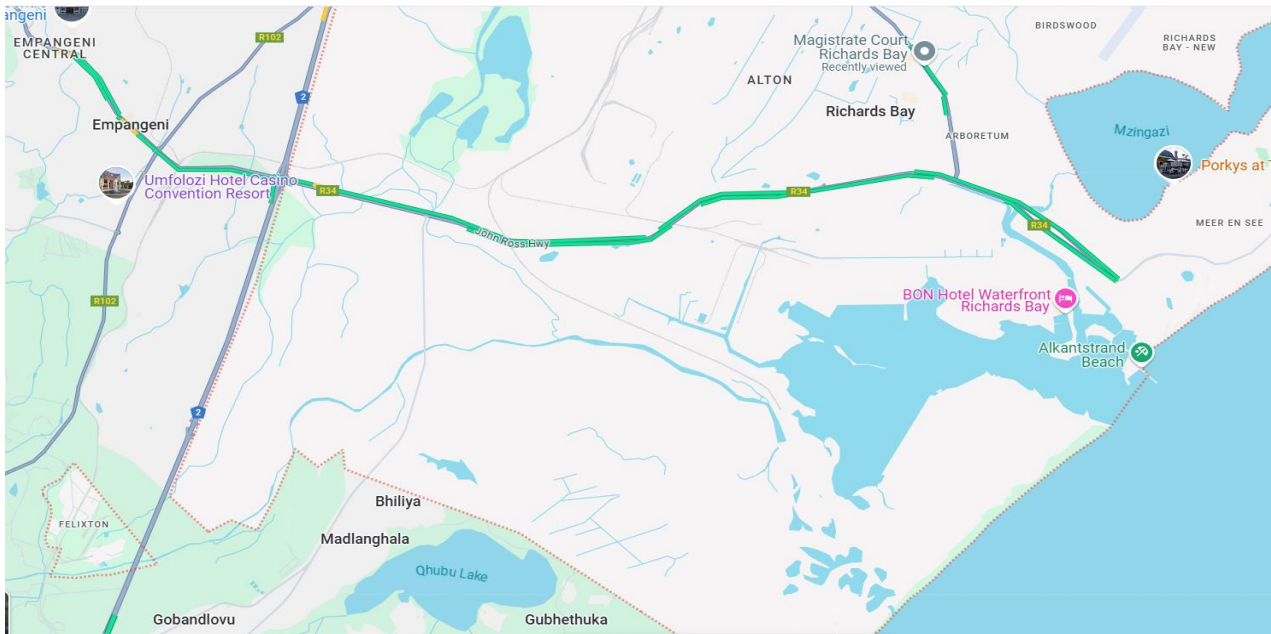 angeni
EMPANGENI
CENTRAL
R102
2
BIRDSWOOD
RICHARDS
BAY - NEW
Magistrate Court
Richards Bay
Recently viewed
ALTON
Richards Bay
Empangeni
ARBORETUM
Mzingazi
Porkys at T
Umfolozi Hotel Casino
Convention Resort
R34
R34
R34
MEER EN SEE
John Ross Hwy
BON Hotel Waterfront
Richards Bay
R102
Alkantstrand
Beach
2
Bhiliya
FELIXTON
Madlanghala
Qhubu Lake
Gobandlovu
Gubhethuka